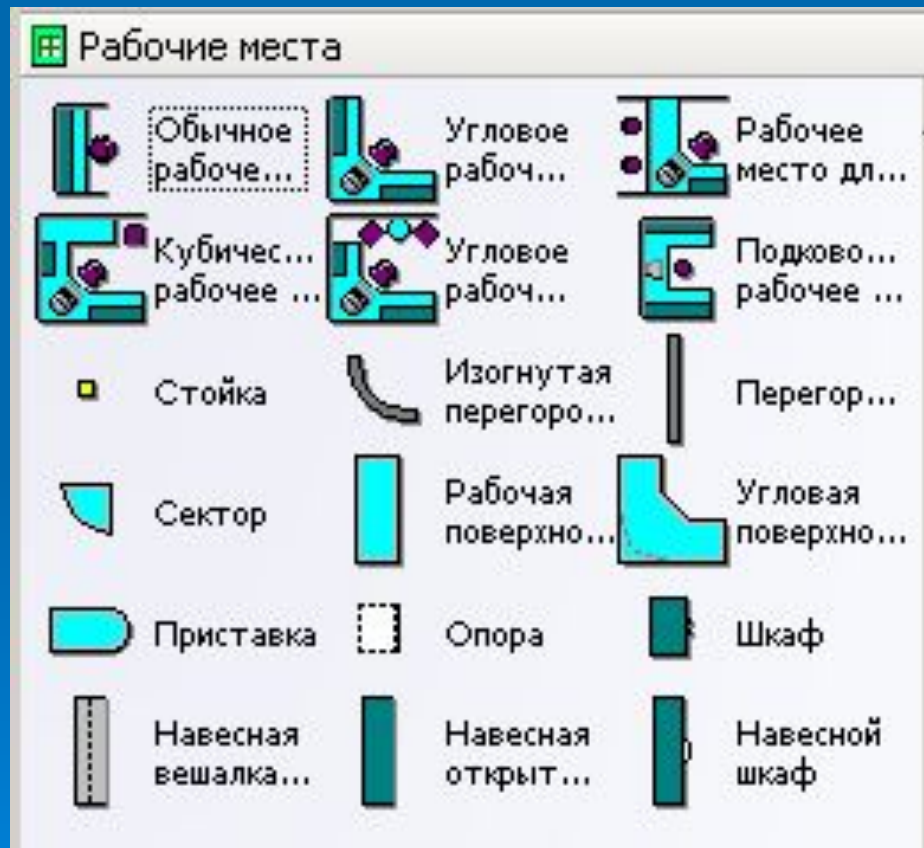 Рабочие места
Обычное
рабоче...
Угловое
рабоч...
Рабочее
место дл...
Кубичес...
рабочее ...
Угловое
рабоч...
Подково...
рабочее ...
Стойка
Изогнутая
перегоро...
Перегор...
Сектор
Рабочая
поверхно...
Угловая
поверхно...
Приставка
Опора
Шкаф
Навесная
вешалка...
Навесная
открыт...
Навесной
шкаф